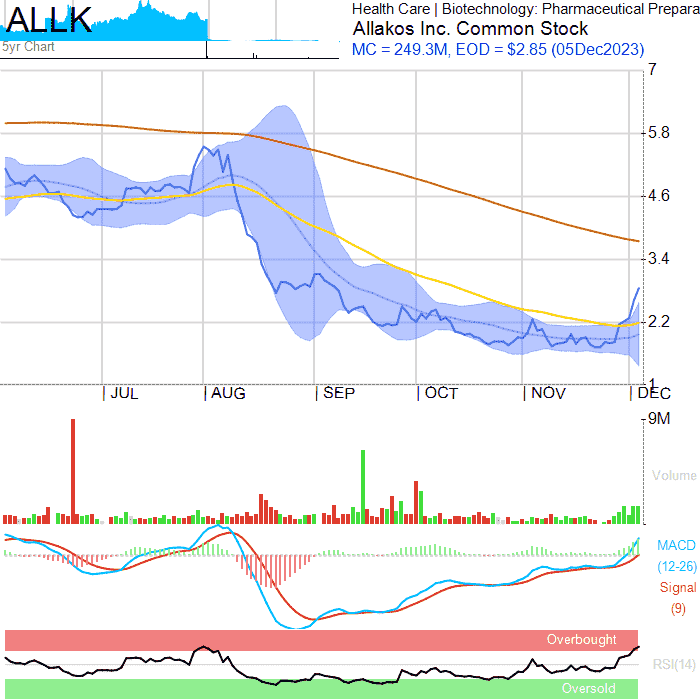 ALLK
5yr Chart
Health Care | Biotechnology: Pharmaceutical Prepara
Allakos Inc. Common Stock
MC = 249.3M, EOD = $2.85 (05Dec2023)
7
5.8
4.6
3.4
2.2
1
JUL AUG SEP OCT NOV DEC
9M
Volume
MACD
(12-26)
Signal
(9)
Overbought
RSI(14)
Oversold